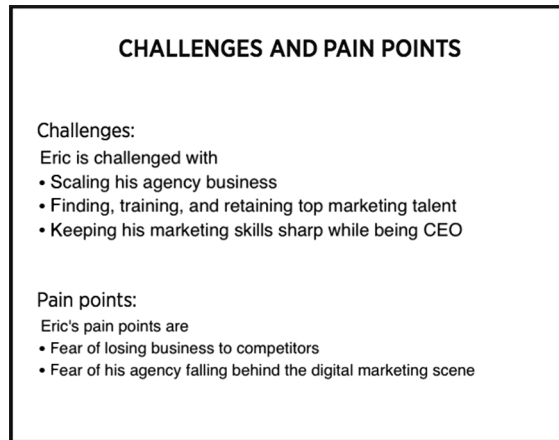 CHALLENGES AND PAIN POINTS
Challenges:
Eric is challenged with
• Scaling his agency business
• Finding, training, and retaining top marketing talent
• Keeping his marketing skills sharp while being CEO
Pain points:
Eric's pain points are
• Fear of losing business to competitors
• Fear of his agency falling behind the digital marketing scene